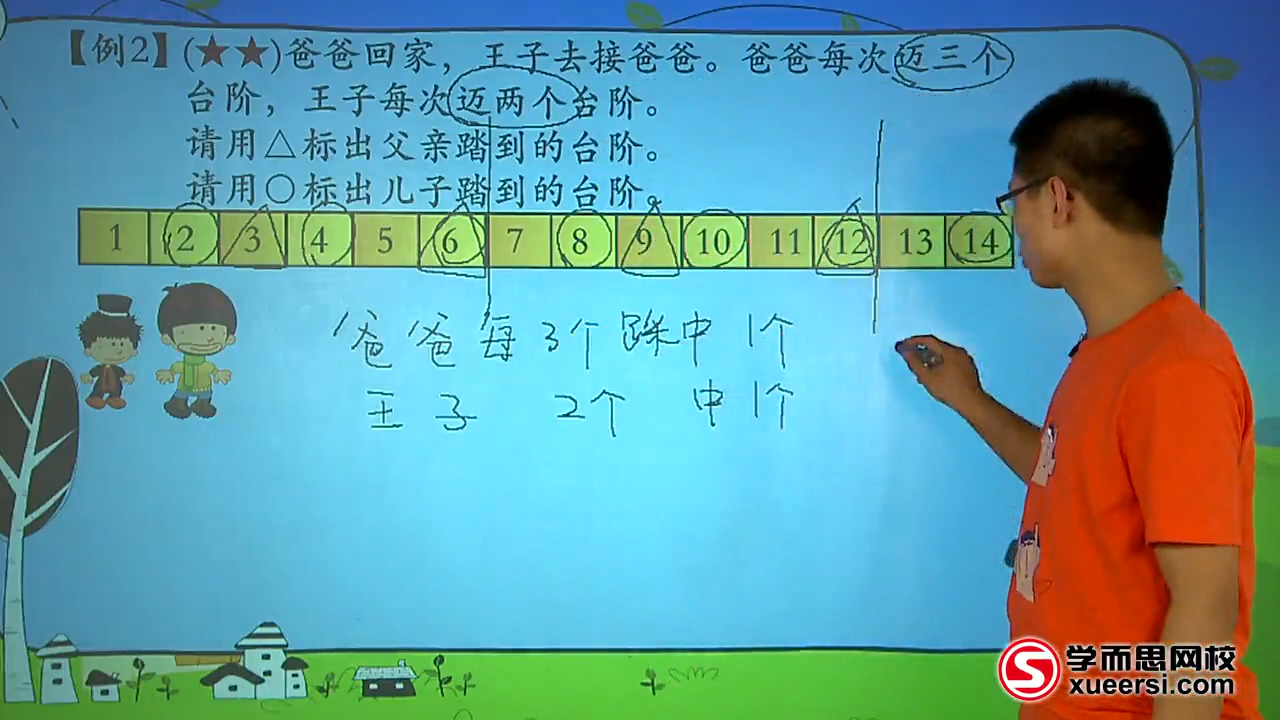 【例2】(★★)爸爸回家，王子去接爸爸。爸爸每次迈三个
台阶，王子每次迈两个台阶。
请用△标出父亲踏到的台阶。
请用○标出儿子踏到的台阶。
1 2 3 4 5 6 7 8 9 10 11 12 13 14
爸爸每3个踩中1个
王子 2个 中1个
学而思网校
xueersi.com